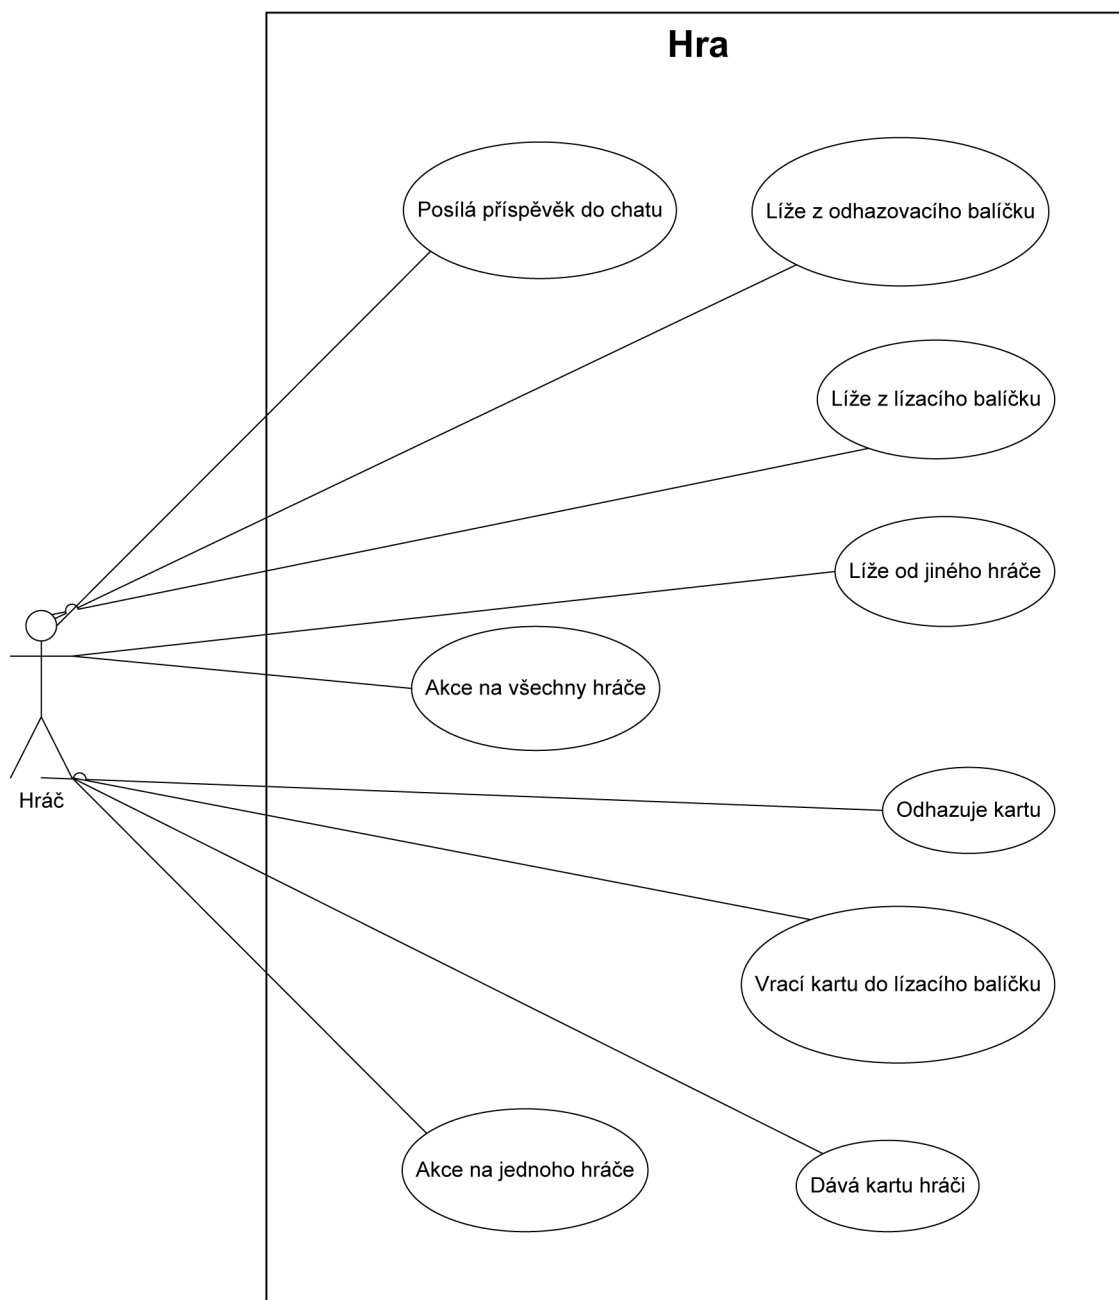 Hra
Posílá příspěvěk do chatu
Líže z odhazovacího balíčku
Líže z lízacího balíčku
Líže od jiného hráče
Akce na všechny hráče
Hráč
Odhazuje kartu
Vrací kartu do lízacího balíčku
Akce na jednoho hráče
Dává kartu hráči